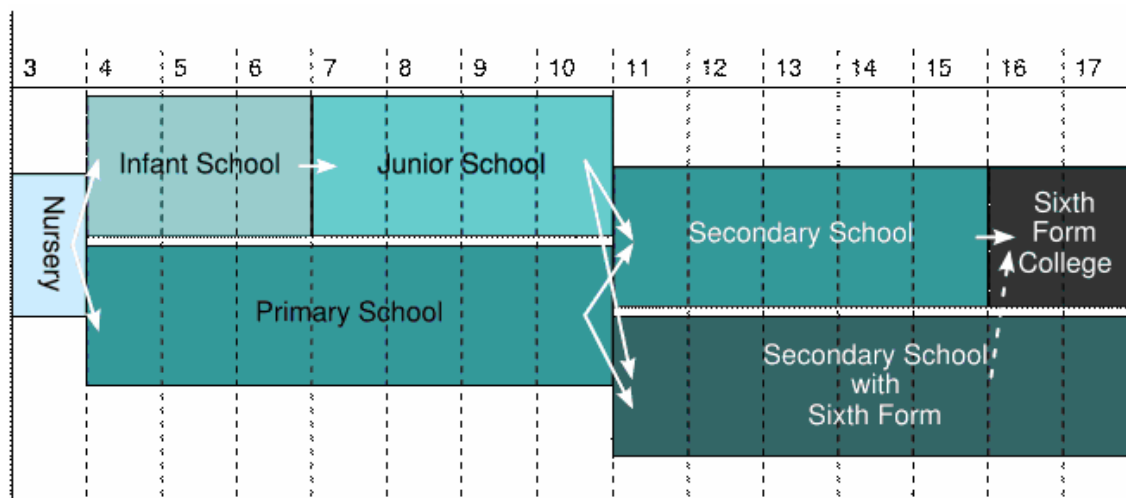 3 4 5 6 7 8 9 10 11 12 13 14 15 16 17
Infant School
Junior School
Nursery
Primary School
Secondary School
Sixth
Form
College
Secondary School
with
Sixth Form